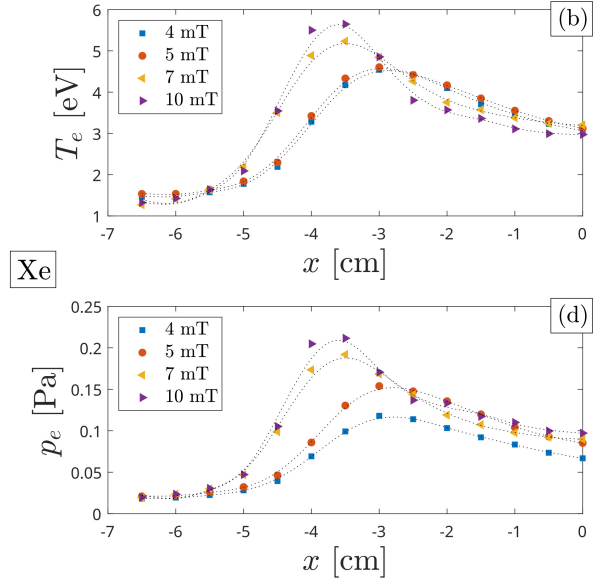 (b)
4 mT
5 mT
7 mT
10 mT
6
5
4
3
2
1
T_e [eV]
-7 -6 -5 -4 -3 -2 -1 0
x [cm]
Xe
(d)
4 mT
5 mT
7 mT
10 mT
0.25
0.2
0.15
0.1
0.05
0
p_e [Pa]
-7 -6 -5 -4 -3 -2 -1 0
x [cm]